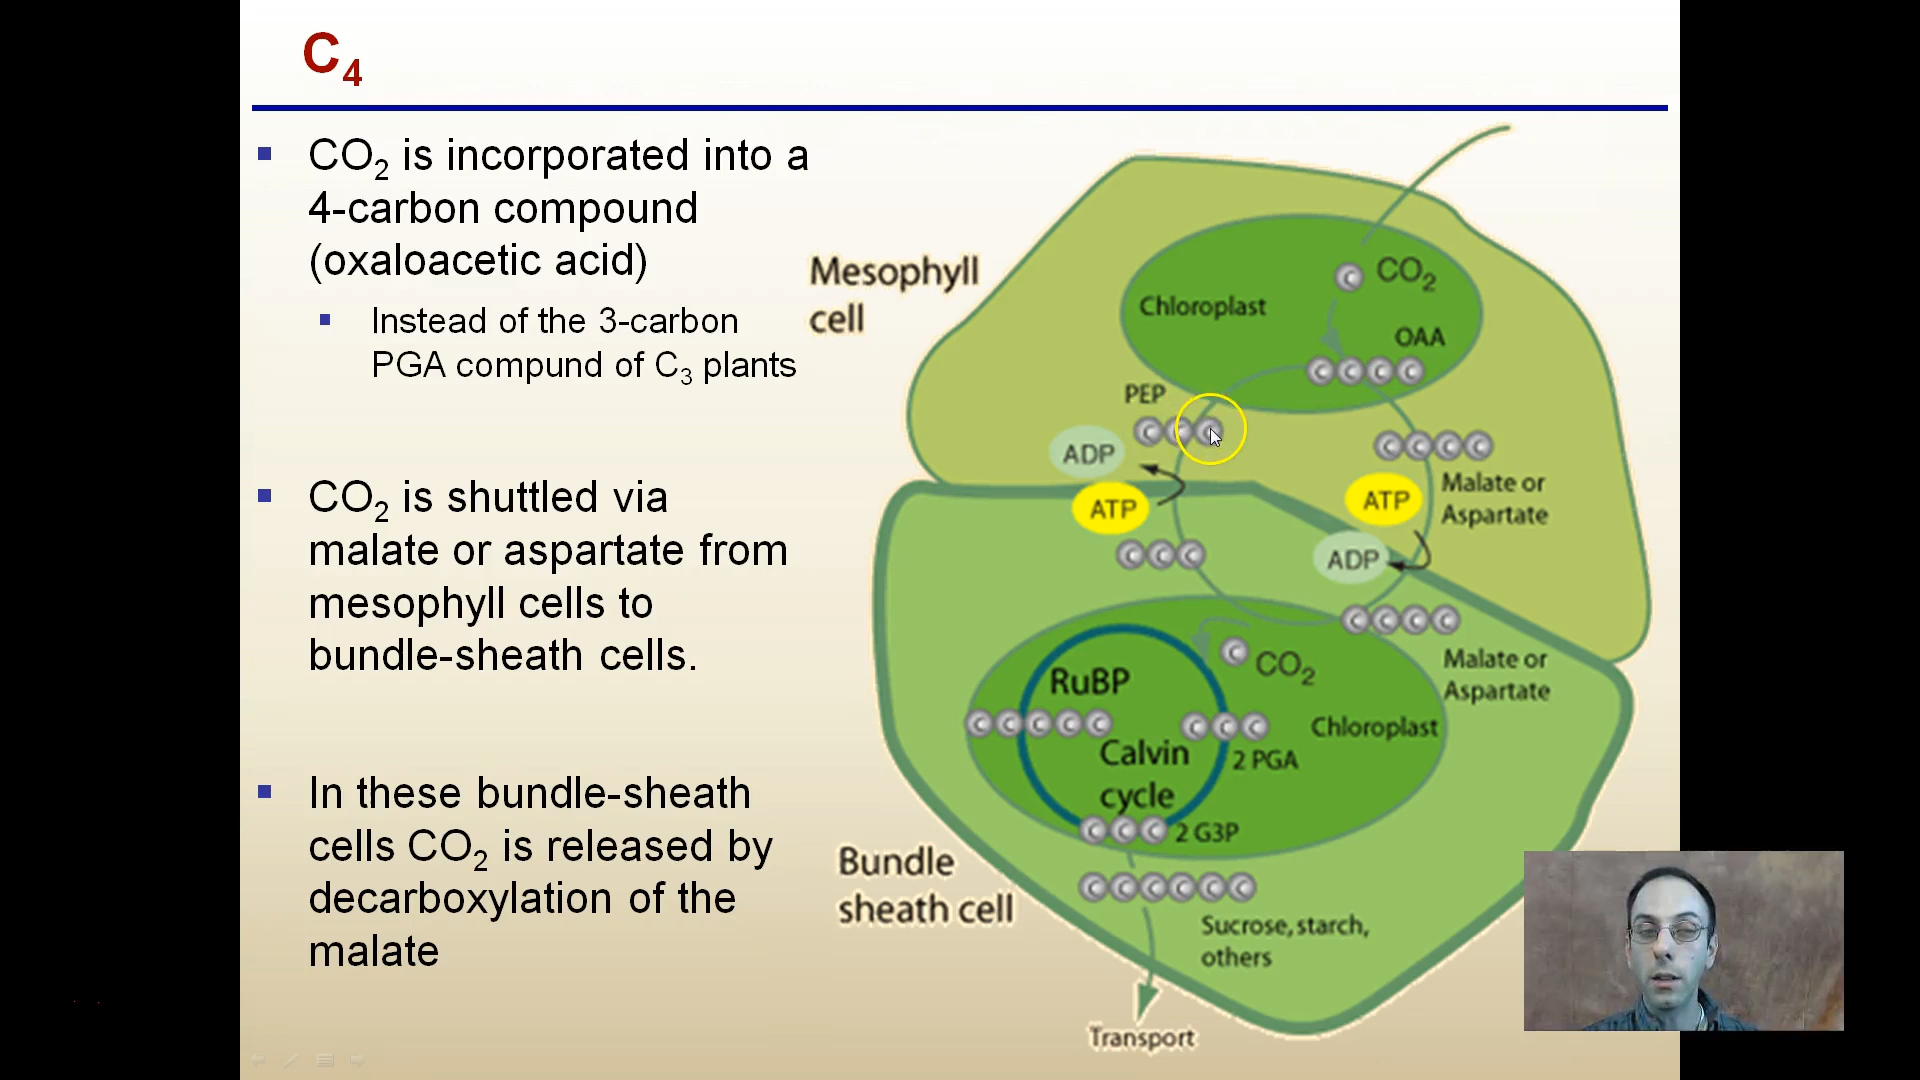 C4
CO2 is incorporated into a
4-carbon compound
(oxaloacetic acid)
Instead of the 3-carbon
PGA compund of C3 plants
CO2 is shuttled via
malate or aspartate from
mesophyll cells to
bundle-sheath cells.
In these bundle-sheath
cells CO2 is released by
decarboxylation of the
malate
Mesophyll
cell
Chloroplast
C CO2
OAA
C C C C
PEP
C C C
ADP
ATP
C C C C
Malate or
Aspartate
ATP
ADP
C C C
C C C C
Malate or
Aspartate
C CO2
RuBP
C C C C C
C C C
2 PGA
Chloroplast
Calvin
cycle
C C C 2 G3P
Bundle
sheath cell
C C C C C C
Sucrose, starch,
others
Transport